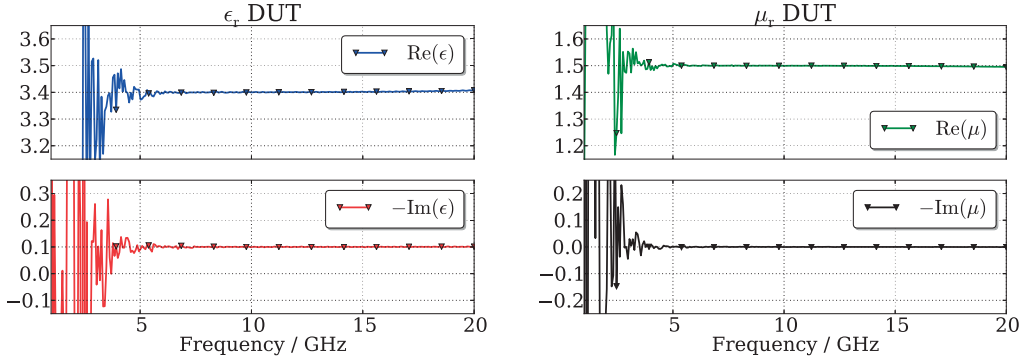 ϵr DUT
3.6
3.5
3.4
3.3
3.2
Re(ϵ)
0.3
0.2
0.1
0.0
−0.1
−Im(ϵ)
5 10 15 20
Frequency / GHz
μr DUT
1.6
1.5
1.4
1.3
1.2
Re(μ)
0.2
0.1
0.0
−0.1
−0.2
−Im(μ)
5 10 15 20
Frequency / GHz